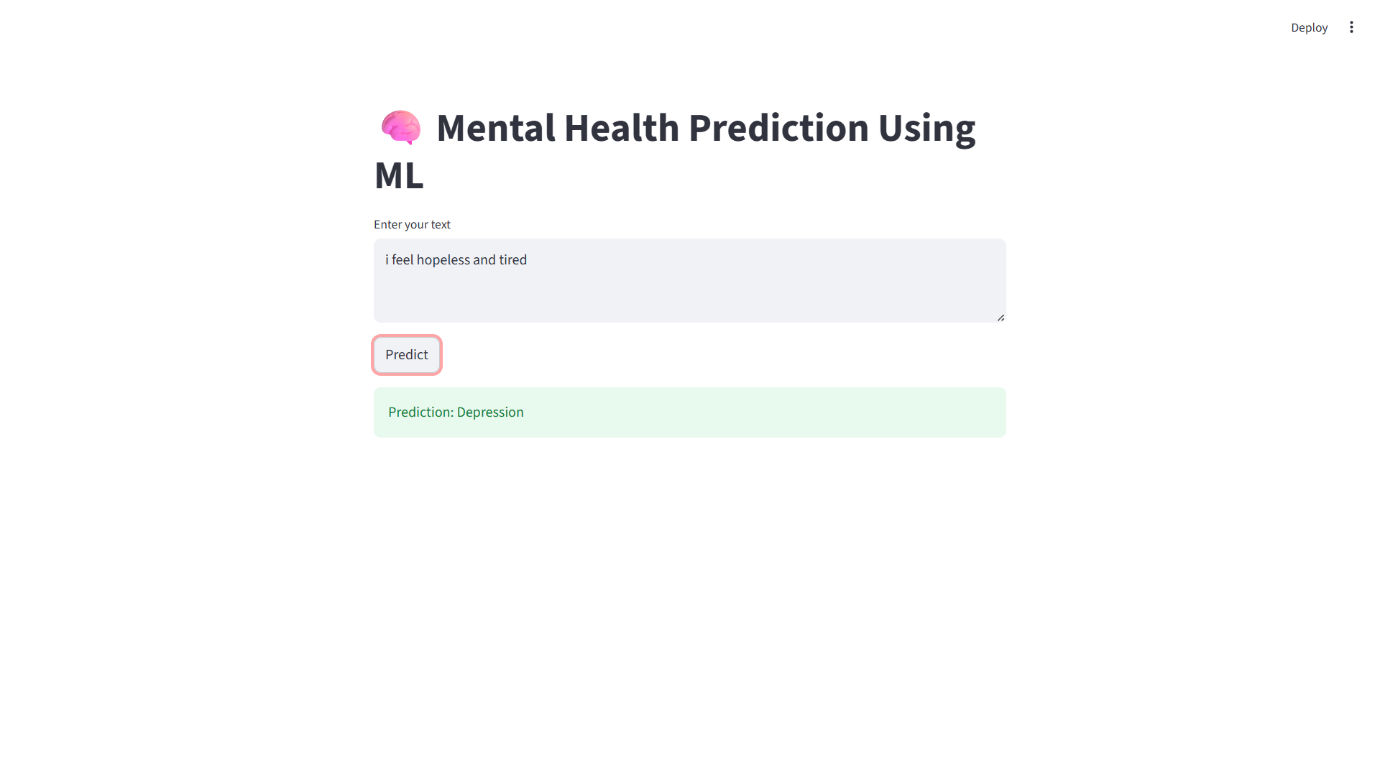 Deploy
Mental Health Prediction Using
ML
Enter your text
i feel hopeless and tired
Predict
Prediction: Depression